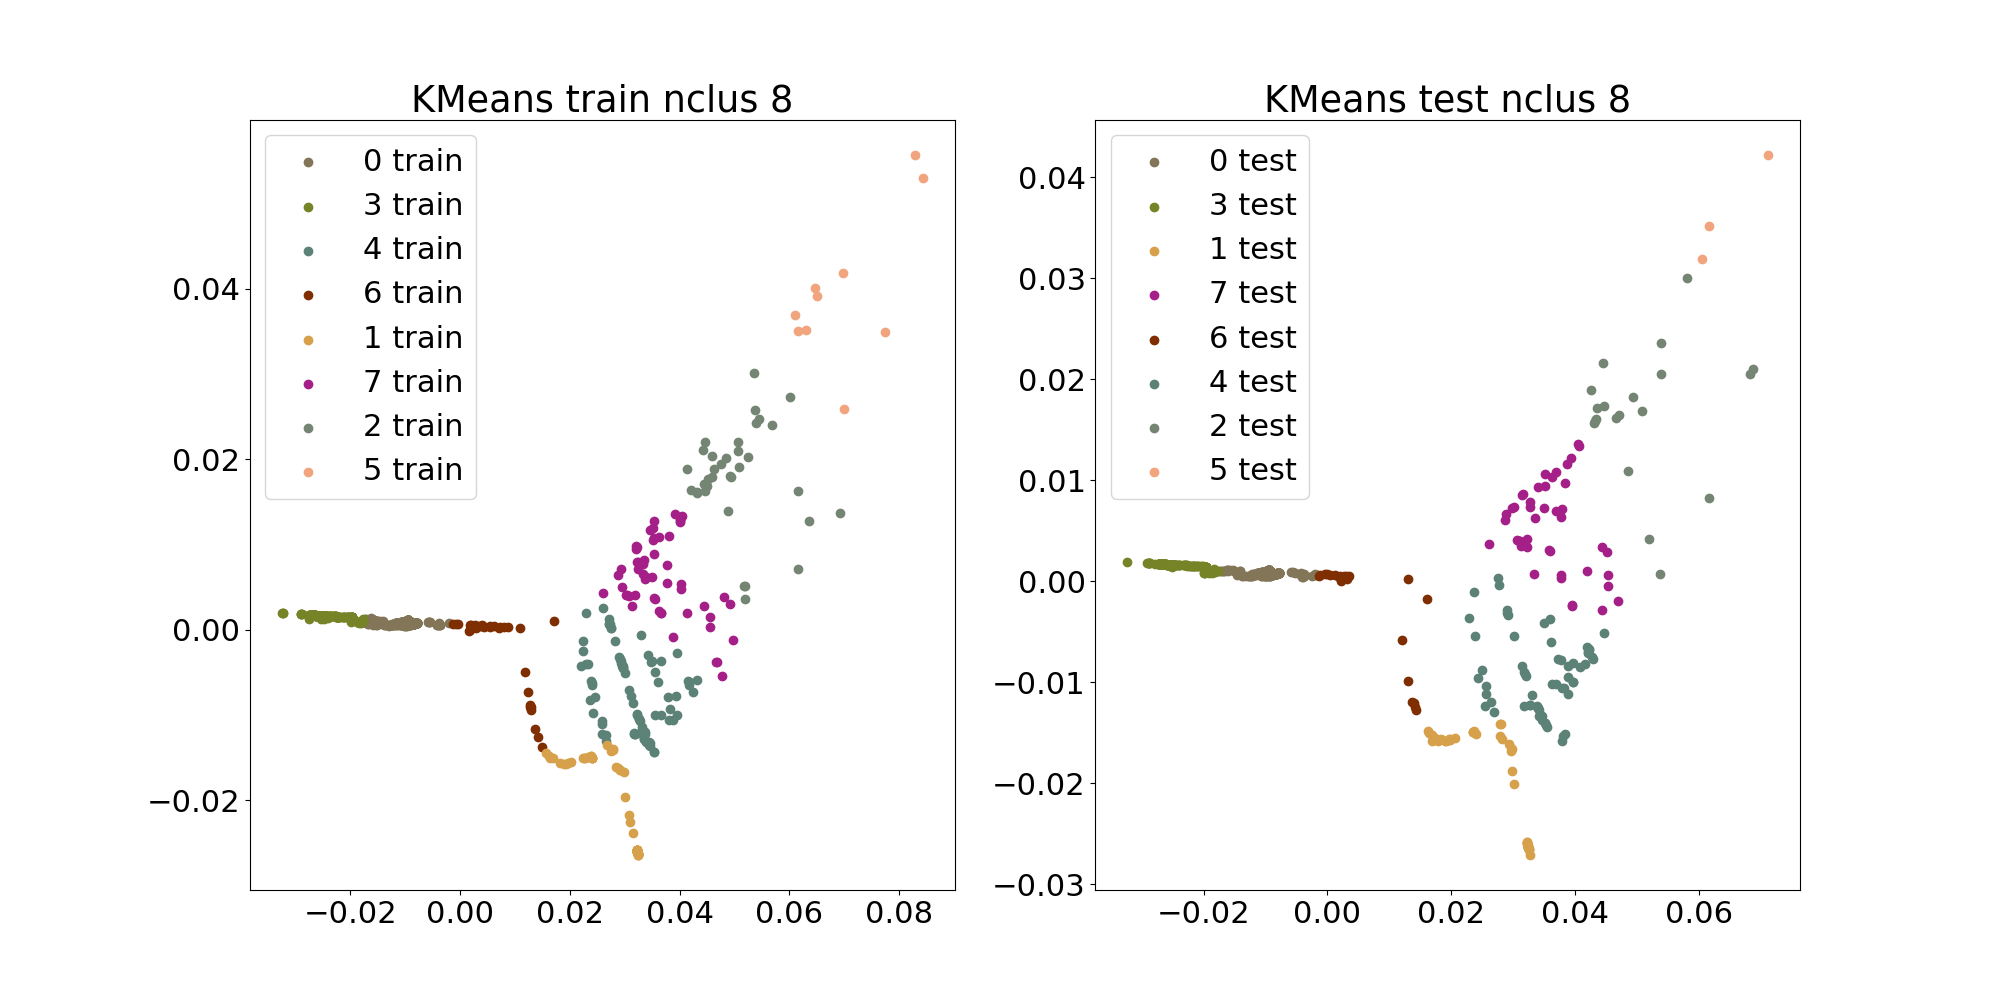 KMeans train nclus 8
0 train
3 train
4 train
6 train
1 train
7 train
2 train
5 train
0.04
0.02
0.00
−0.02
−0.02 0.00 0.02 0.04 0.06 0.08
KMeans test nclus 8
0 test
3 test
1 test
7 test
6 test
4 test
2 test
5 test
0.04
0.03
0.02
0.01
0.00
−0.01
−0.02
−0.03
−0.02 0.00 0.02 0.04 0.06